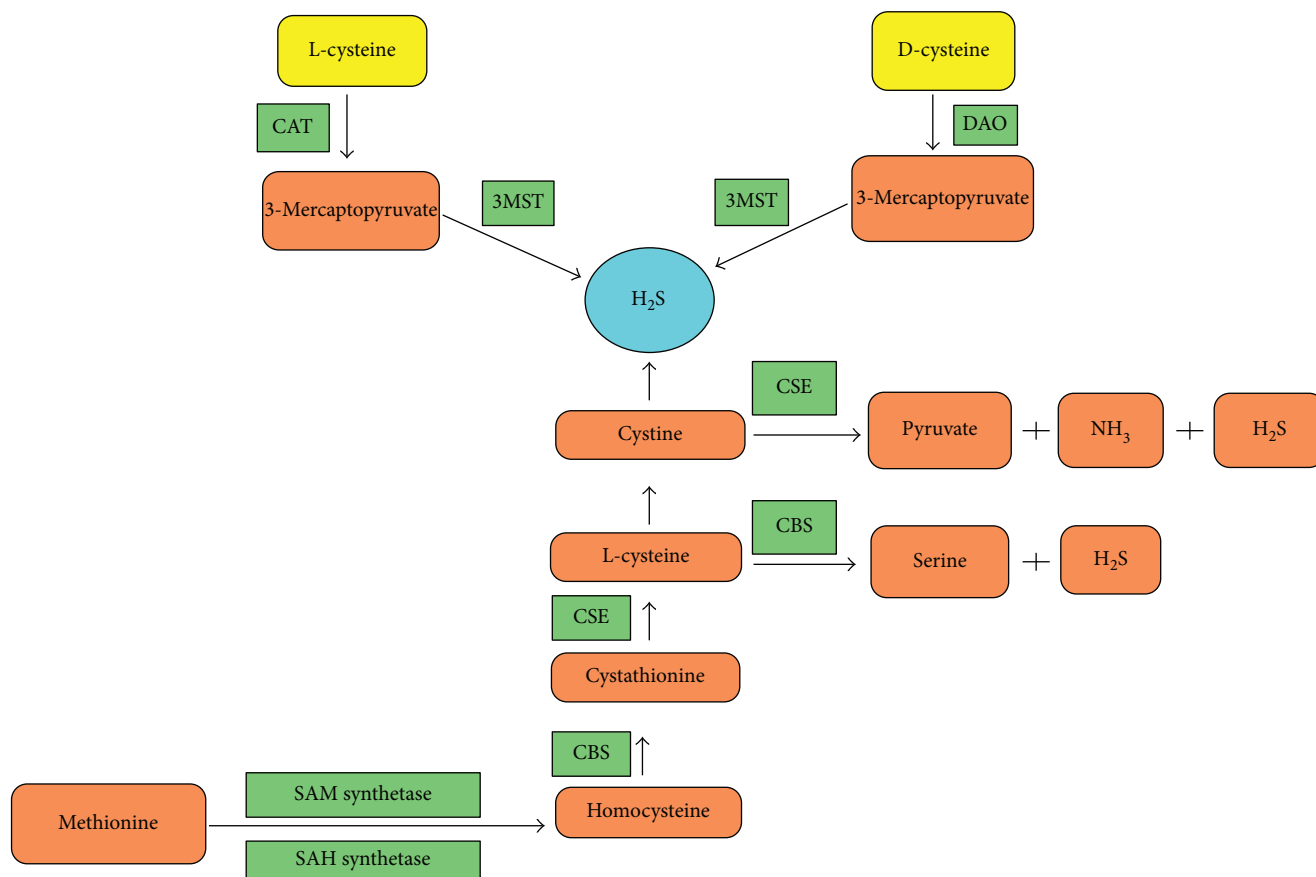 L-cysteine
D-cysteine
CAT
DAO
3-Mercaptopyruvate
3MST
3MST
3-Mercaptopyruvate
H₂S
CSE
Cystine
Pyruvate
+
NH₃
+
H₂S
CBS
L-cysteine
Serine
+
H₂S
CSE
Cystathionine
CBS
SAM synthetase
Methionine
Homocysteine
SAH synthetase